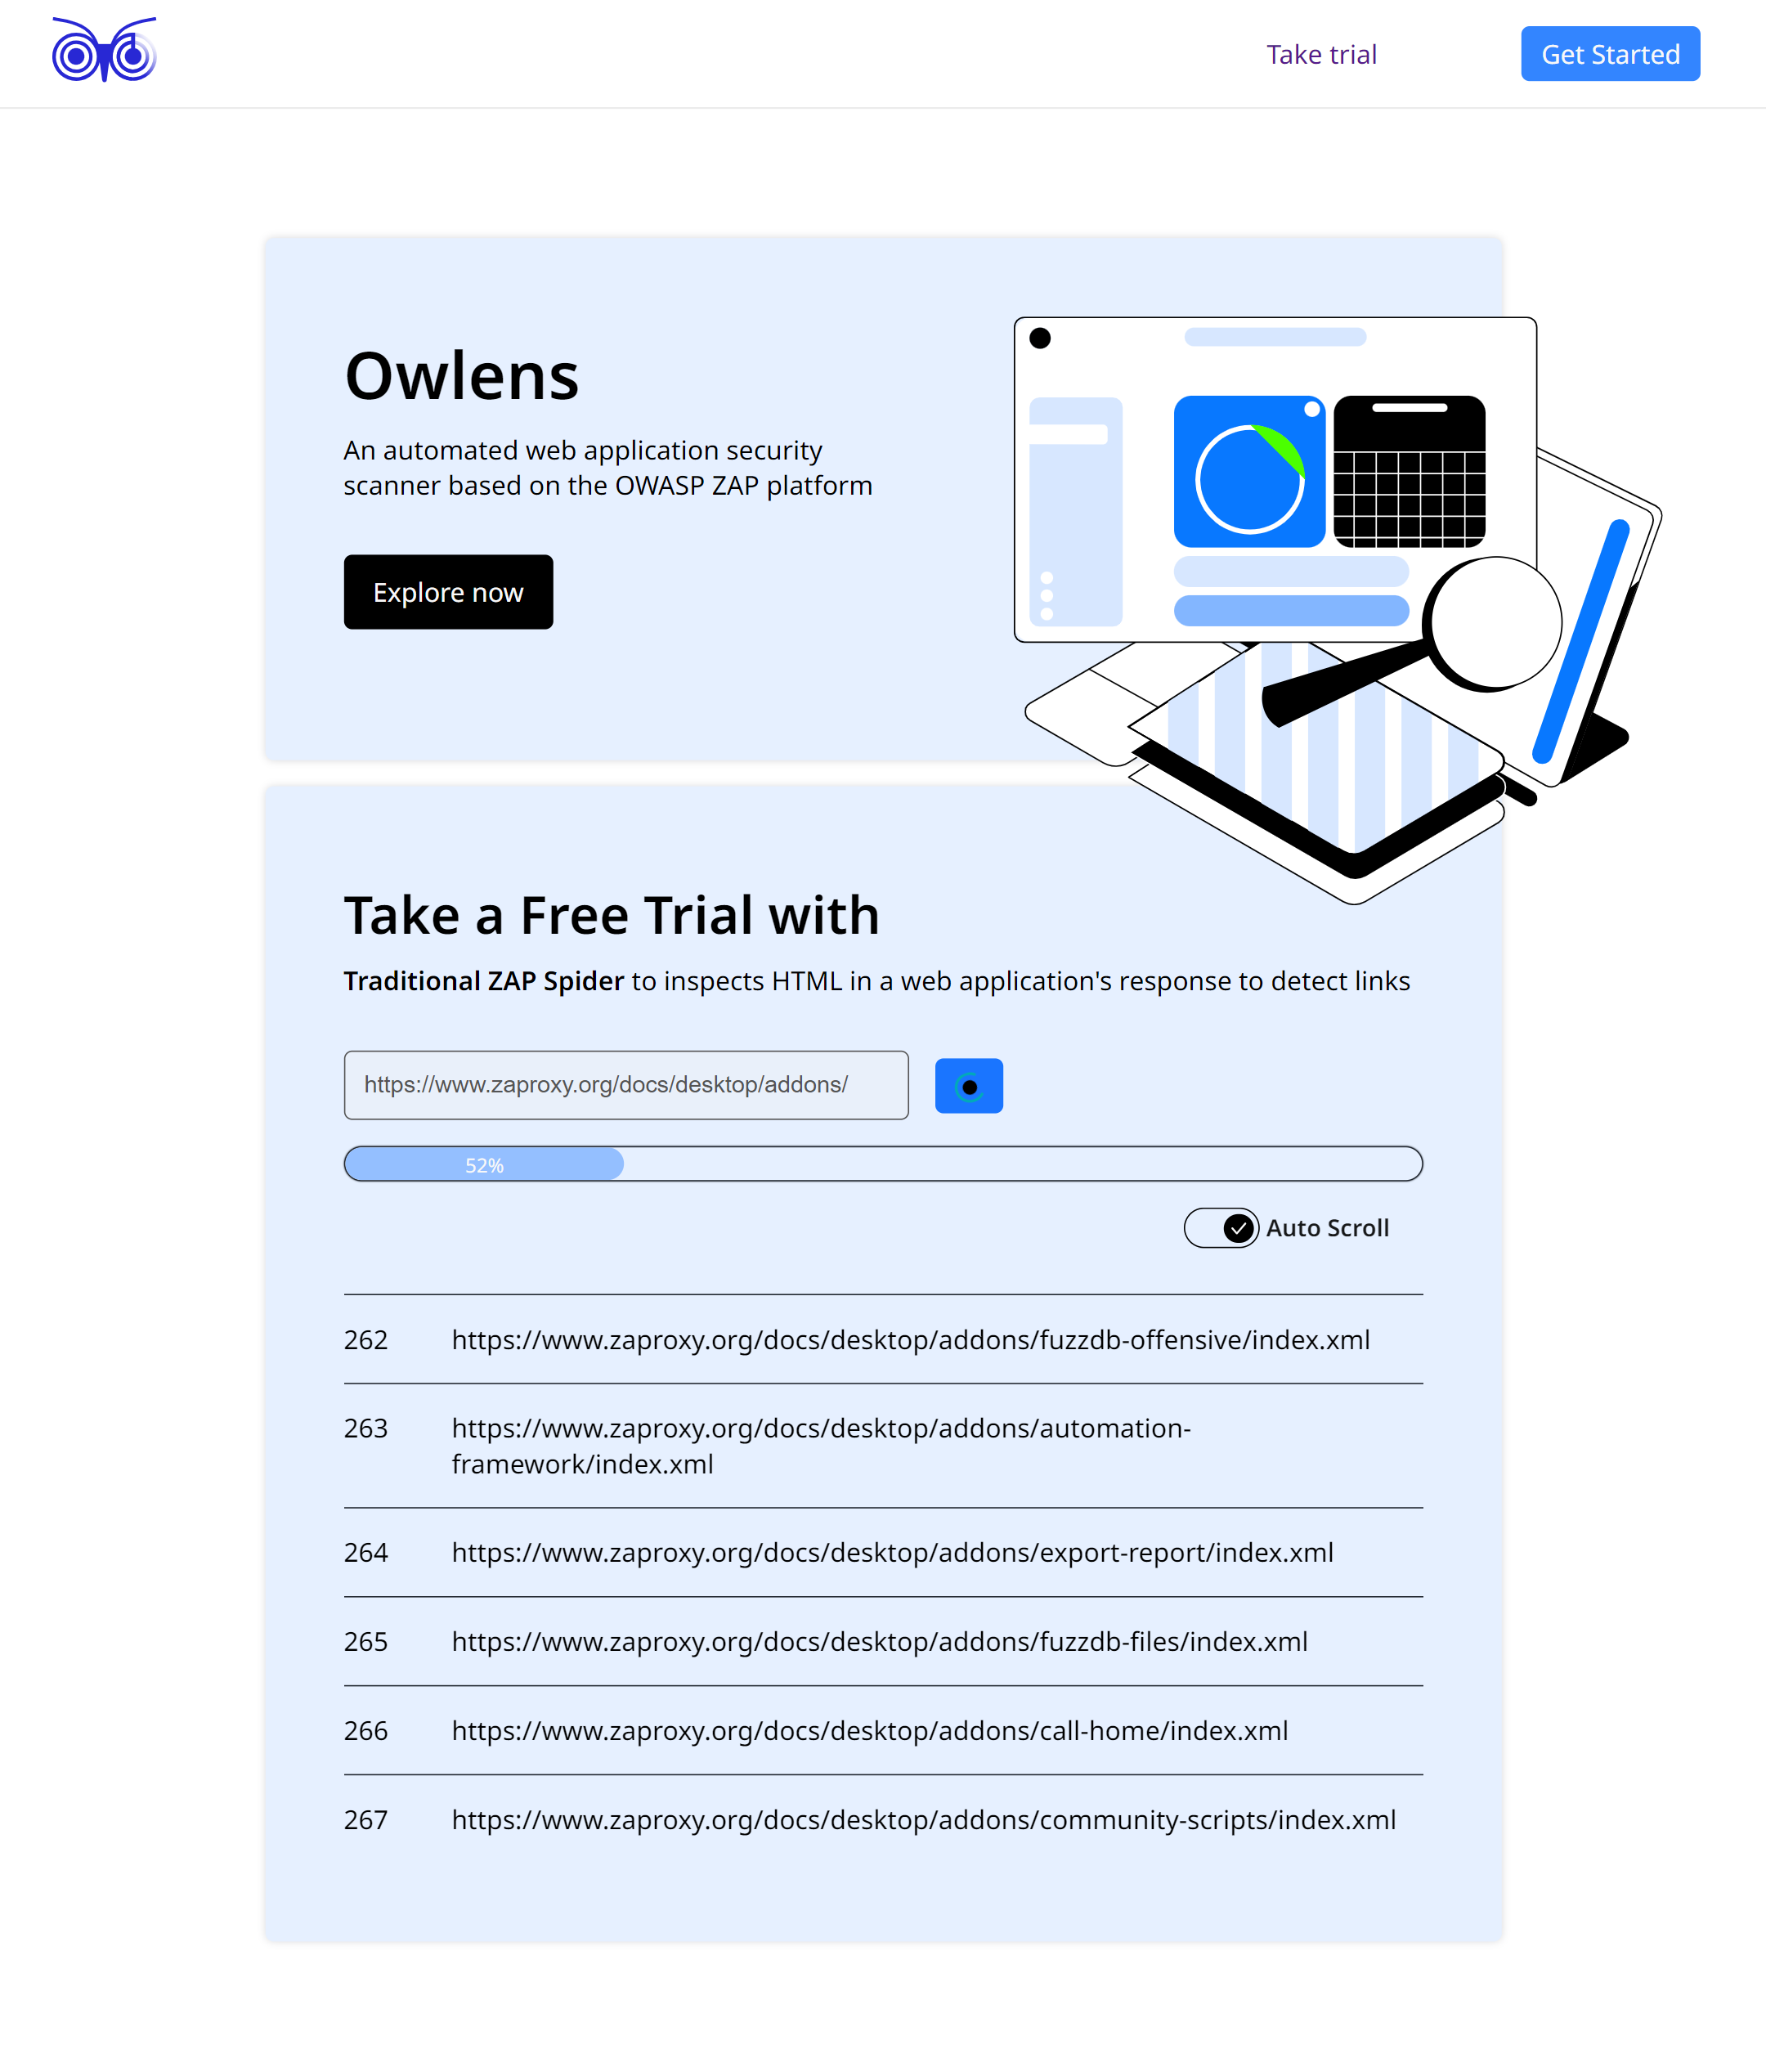 Take trial
Get Started
Owlens
An automated web application security
scanner based on the OWASP ZAP platform
Explore now
Take a Free Trial with
Traditional ZAP Spider to inspects HTML in a web application's response to detect links
https://www.zaproxy.org/docs/desktop/addons/
52%
Auto Scroll
262 https://www.zaproxy.org/docs/desktop/addons/fuzzdb-offensive/index.xml
263 https://www.zaproxy.org/docs/desktop/addons/automation-
framework/index.xml
264 https://www.zaproxy.org/docs/desktop/addons/export-report/index.xml
265 https://www.zaproxy.org/docs/desktop/addons/fuzzdb-files/index.xml
266 https://www.zaproxy.org/docs/desktop/addons/call-home/index.xml
267 https://www.zaproxy.org/docs/desktop/addons/community-scripts/index.xml